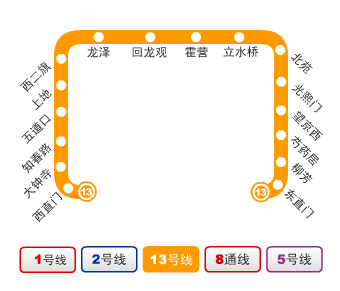 龙泽 回龙观 霍营 立水桥
西二旗
上地
五道口
知春路
大钟寺
西直门
北苑
光熙门
望京西
芍药居
柳芳
东直门
13 13
1号线 2号线 13号线 8通线 5号线